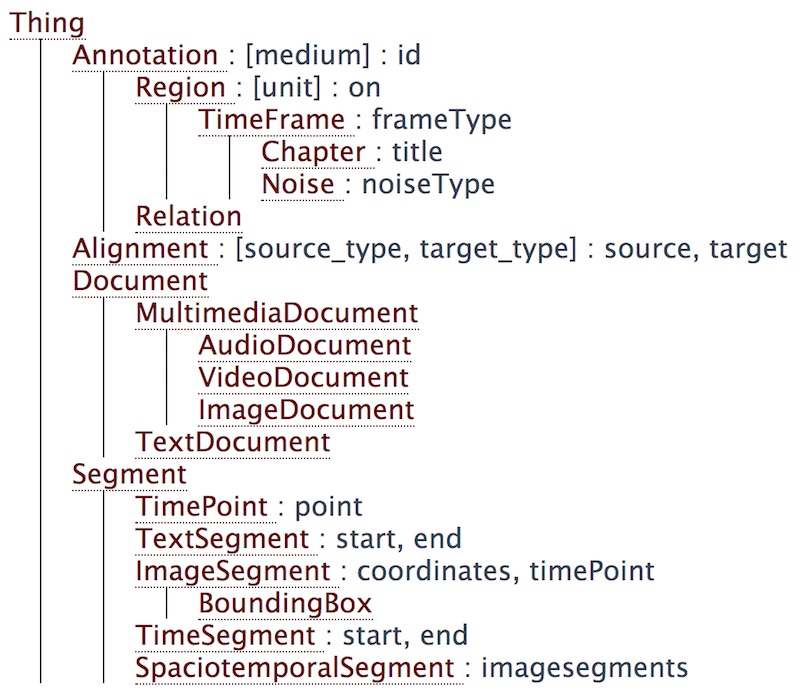 Thing
Annotation : [medium] : id
Region : [unit] : on
TimeFrame : frameType
Chapter : title
Noise : noiseType
Relation
Alignment : [source_type, target_type] : source, target
Document
MultimediaDocument
AudioDocument
VideoDocument
ImageDocument
TextDocument
Segment
TimePoint : point
TextSegment : start, end
ImageSegment : coordinates, timePoint
BoundingBox
TimeSegment : start, end
SpaciotemporalSegment : imagesegments